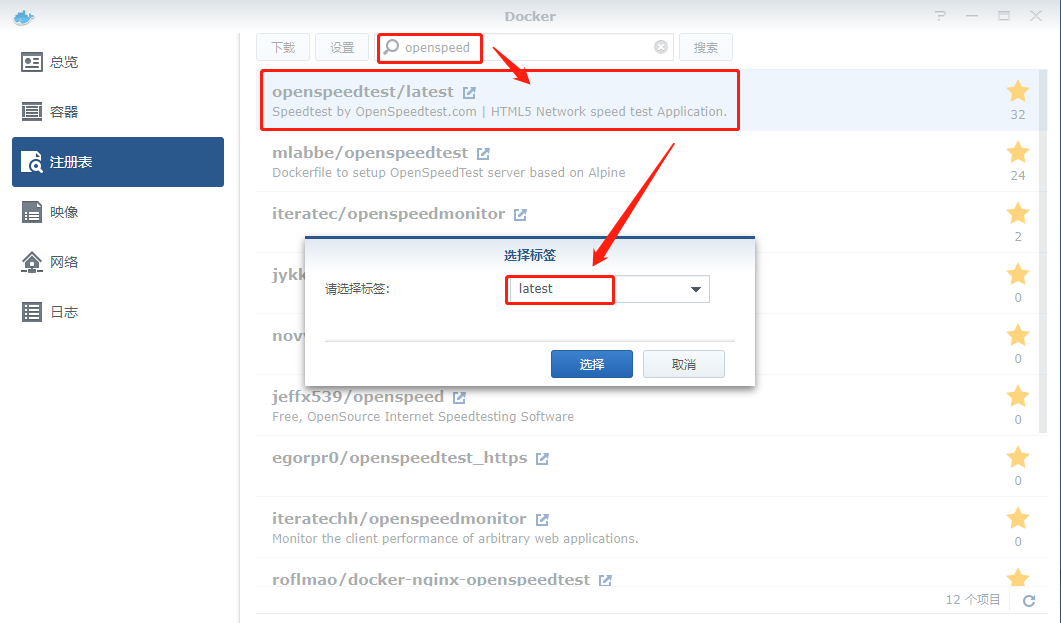 Docker
总览
容器
注册表
映像
网络
日志
下载
设置
openspeed
搜索
openspeedtest/latest
Speedtest by OpenSpeedtest.com | HTML5 Network speed test Application.
32
mlabbe/openspeedtest
Dockerfile to setup OpenSpeedTest server based on Alpine
24
iteratec/openspeedmonitor
2
jykk
0
novv
0
选择标签
请选择标签:
latest
选择
取消
jeffx539/openspeed
Free, OpenSource Internet Speedtesting Software
0
egorpr0/openspeedtest_https
0
iteratechh/openspeedmonitor
Monitor the client performance of arbitrary web applications.
0
roflmao/docker-nginx-openspeedtest
12 个项目